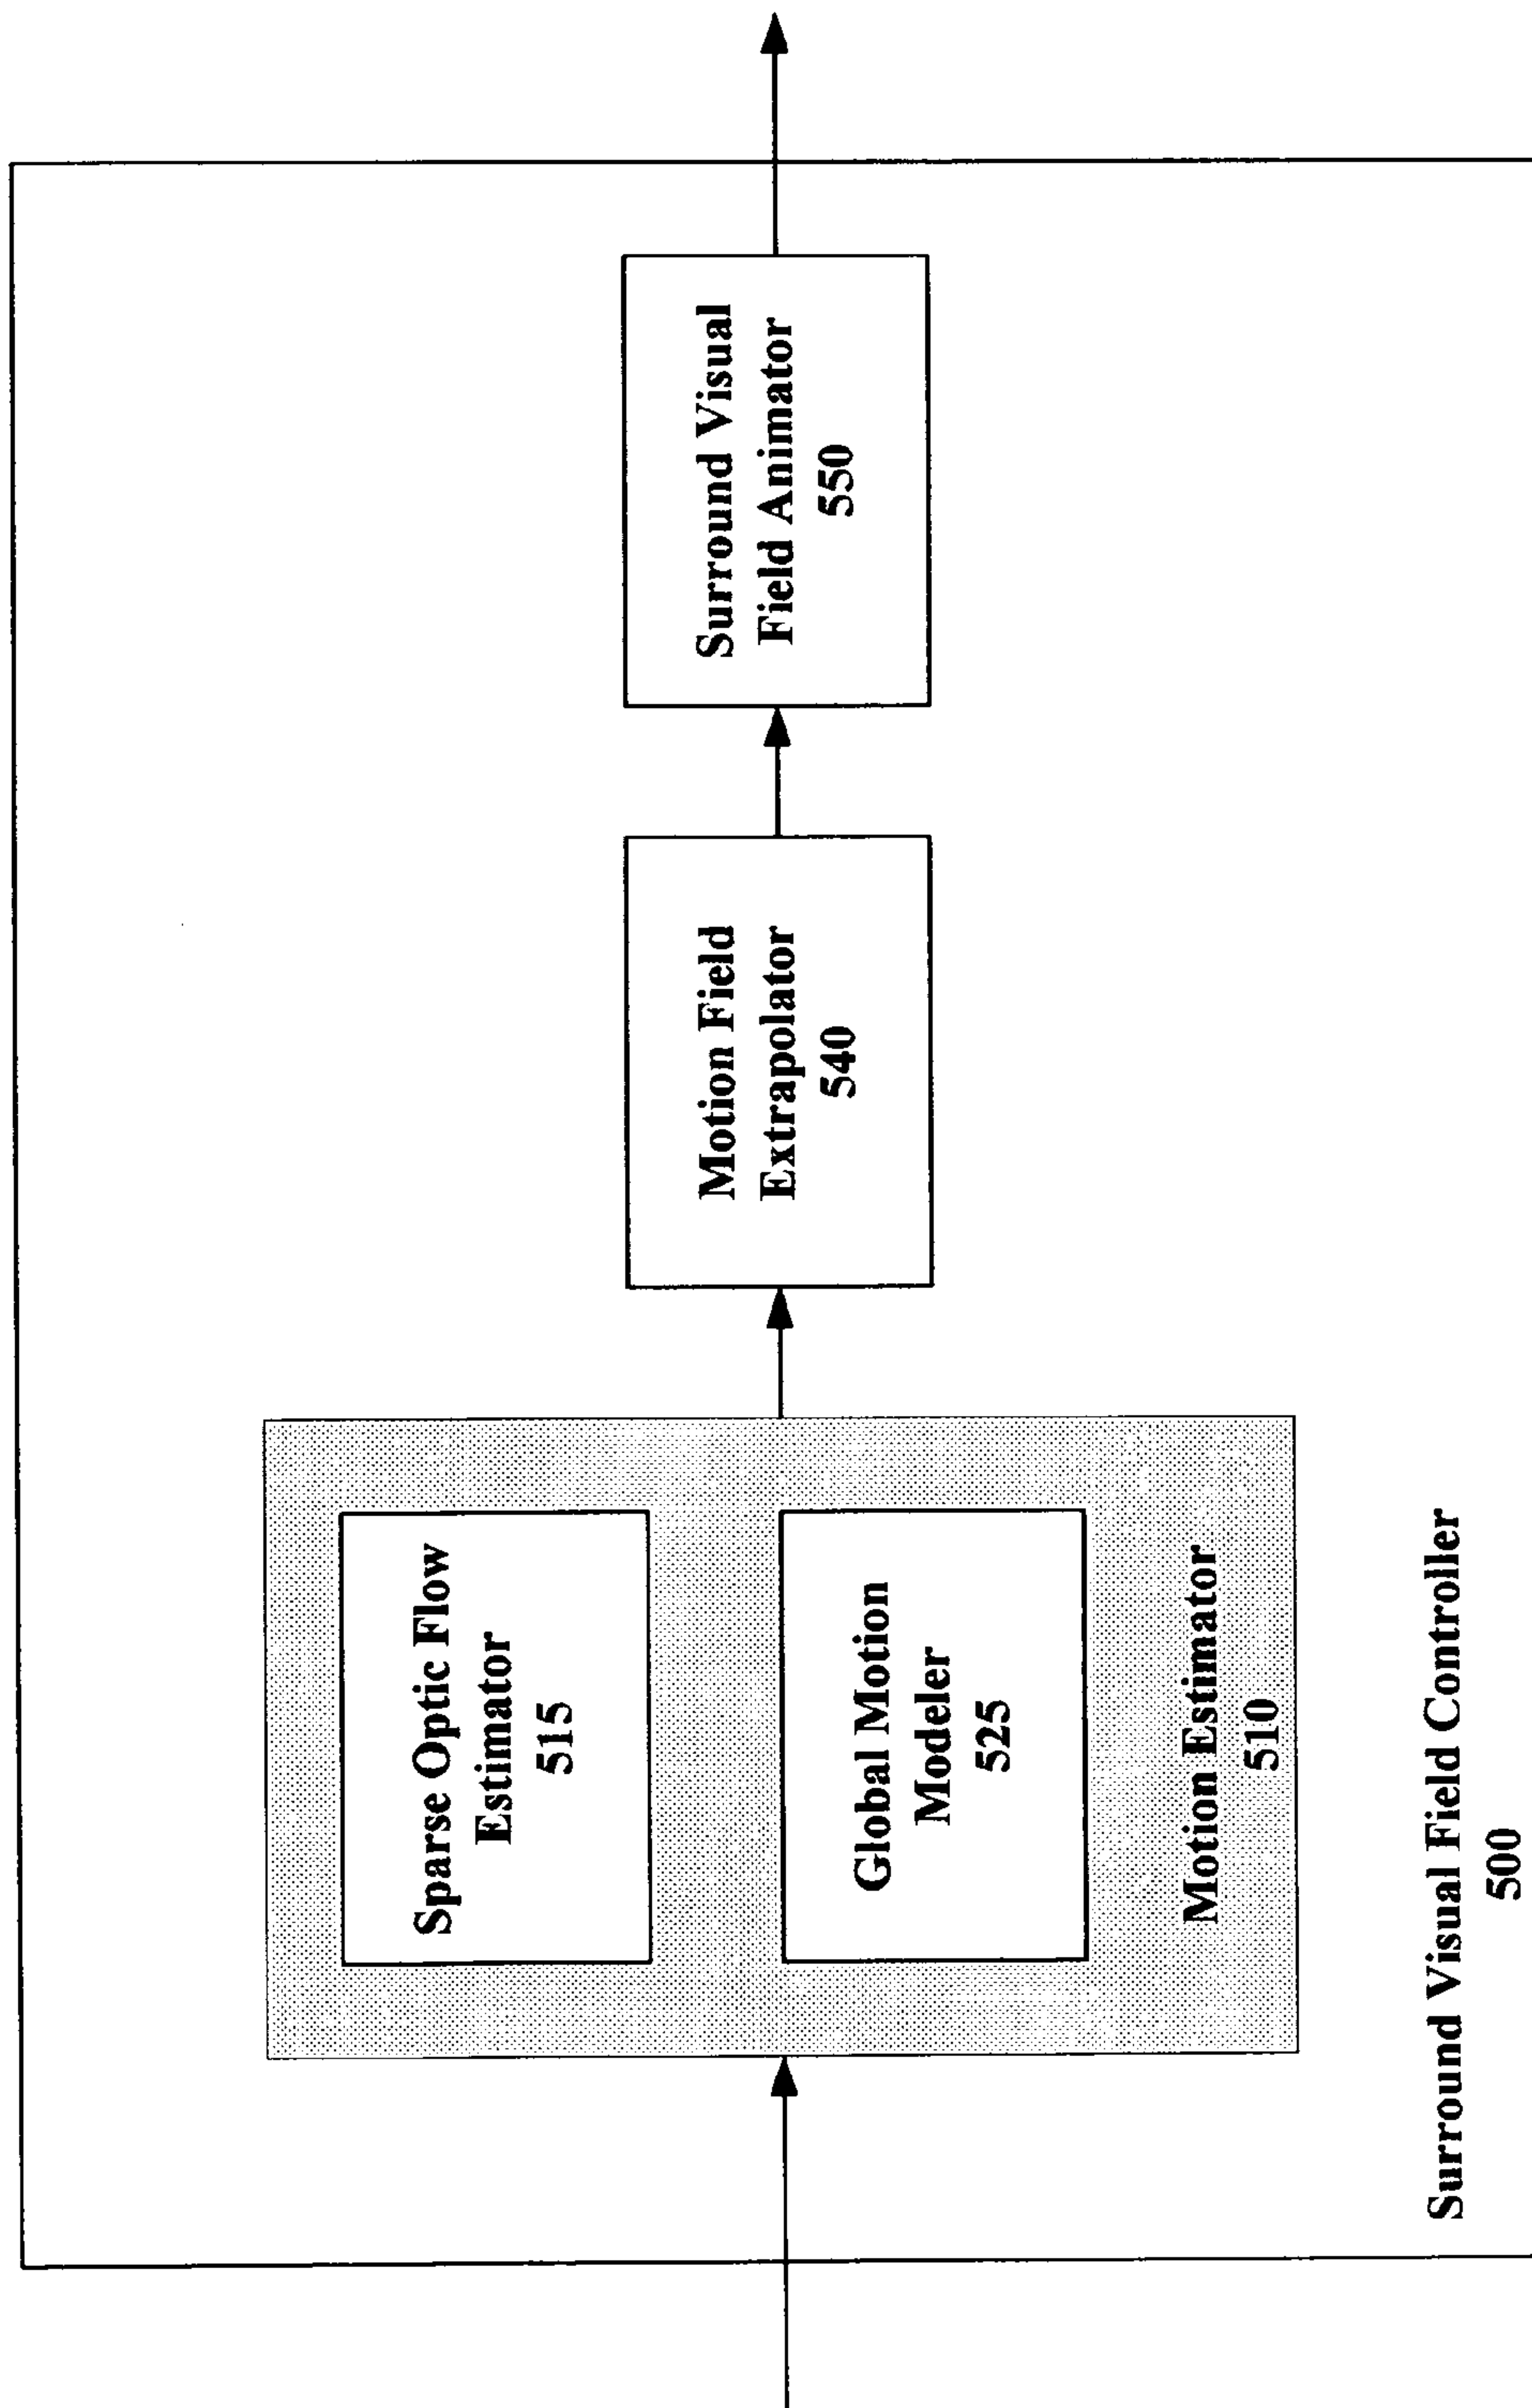 Sparse Optic Flow
Estimator
515
Global Motion
Modeler
525
Motion Estimator
510
Motion Field
Extrapolator
540
Surround Visual
Field Animator
550
Surround Visual Field Controller
500